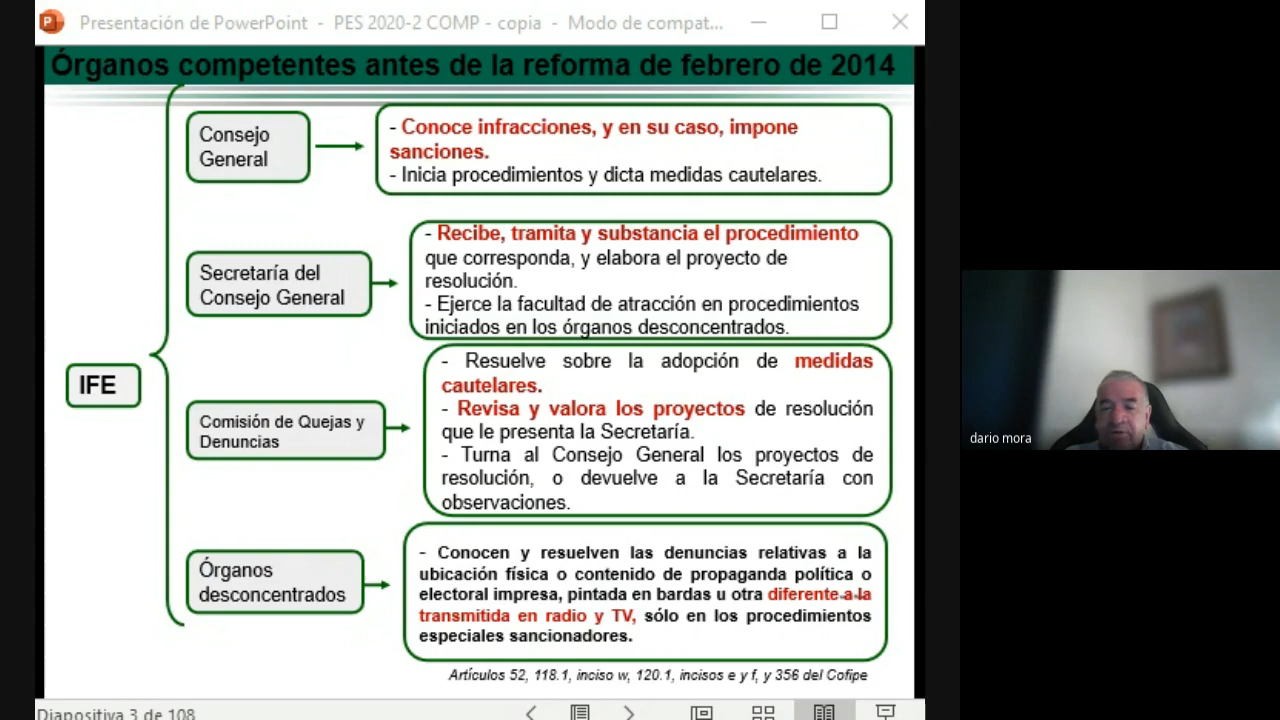 Presentación de PowerPoint - PES 2020-2 COMP - copia - Modo de compat...
Órganos competentes antes de la reforma de febrero de 2014
IFE
Consejo
General
- Conoce infracciones, y en su caso, impone
sanciones.
- Inicia procedimientos y dicta medidas cautelares.
Secretaría del
Consejo General
- Recibe, tramita y substancia el procedimiento
que corresponda, y elabora el proyecto de
resolución.
- Ejerce la facultad de atracción en procedimientos
iniciados en los órganos desconcentrados.
Comisión de Quejas y
Denuncias
- Resuelve sobre la adopción de medidas
cautelares.
- Revisa y valora los proyectos de resolución
que le presenta la Secretaría.
- Turna al Consejo General los proyectos de
resolución, o devuelve a la Secretaría con
observaciones.
Órganos
desconcentrados
- Conocen y resuelven las denuncias relativas a la
ubicación física o contenido de propaganda política o
electoral impresa, pintada en bardas u otra diferente a la
transmitida en radio y TV, sólo en los procedimientos
especiales sancionadores.
Artículos 52, 118.1, inciso w, 120.1, incisos e y f, y 356 del Cofipe
Diapositiva 3 de 108
dario mora